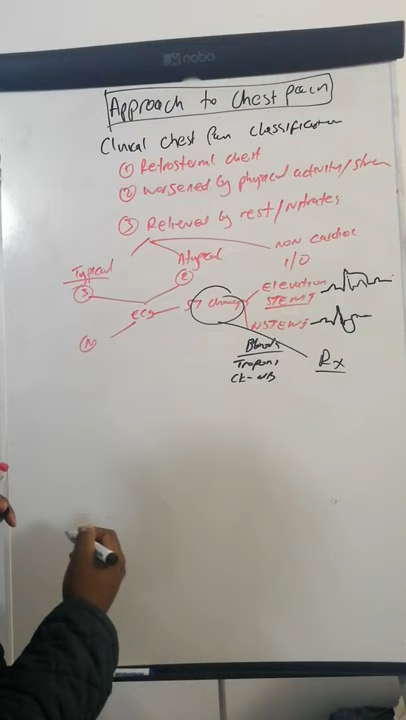 nobo
Approach to chest pain
Clinical chest pain classification
① Retrosternal chest
② worsened by physical activity/stress
③ Relieved by rest/Nitrates
Typical
③
Atypical
②
NON cardiac
1/0
ECG
ST changes
Elevation
STEMI
NSTEMI
N
Bloods
Troponin
CK-MB
Rx